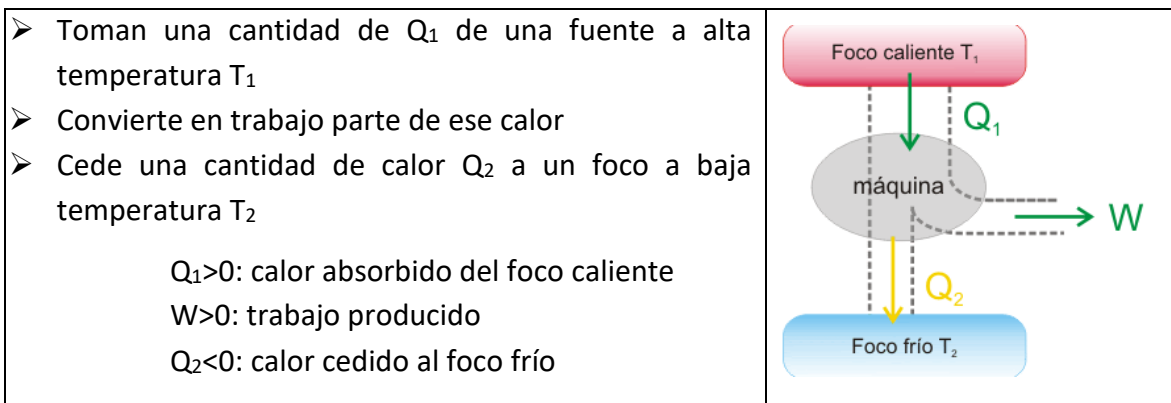 ➢ Toman una cantidad de Q₁ de una fuente a alta
temperatura T₁
➢ Convierte en trabajo parte de ese calor
➢ Cede una cantidad de calor Q₂ a un foco a baja
temperatura T₂
Q₁>0: calor absorbido del foco caliente
W>0: trabajo producido
Q₂<0: calor cedido al foco frío
Foco caliente T₁
Q₁
máquina
W
Q₂
Foco frío T₂